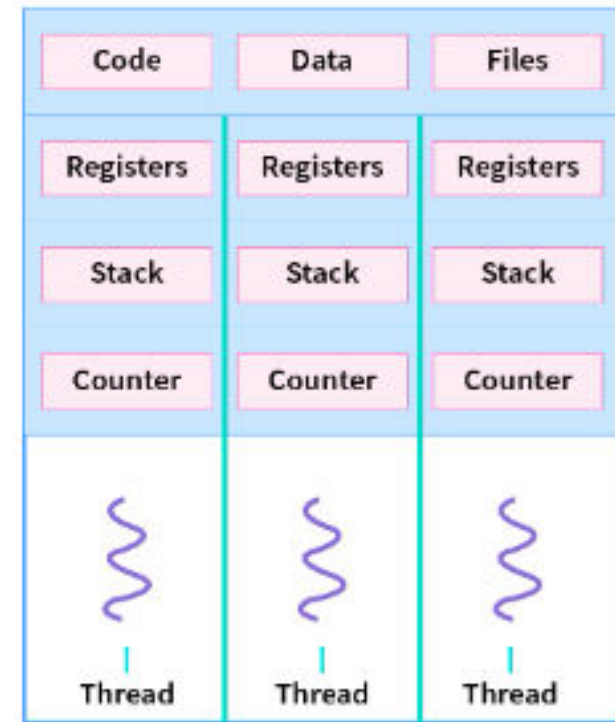 Code Data Files
Registers Registers Registers
Stack Stack Stack
Counter Counter Counter
Thread Thread Thread